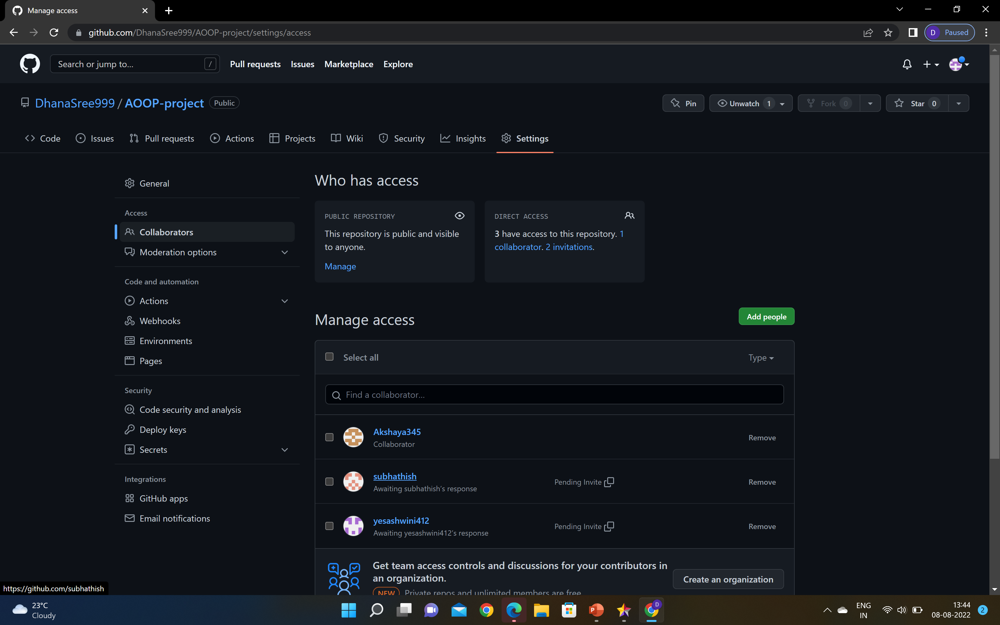 Manage access
github.com/DhanaSree999/AOOP-project/settings/access
D Paused
Search or jump to... /
Pull requests Issues Marketplace Explore
DhanaSree999 / AOOP-project Public
Pin Unwatch 1 Fork 0 Star 0
Code Issues Pull requests Actions Projects Wiki Security Insights Settings
General
Access
Collaborators
Moderation options
Code and automation
Actions
Webhooks
Environments
Pages
Security
Code security and analysis
Deploy keys
Secrets
Integrations
GitHub apps
Email notifications
Who has access
PUBLIC REPOSITORY
This repository is public and visible
to anyone.
Manage
DIRECT ACCESS
3 have access to this repository. 1
collaborator. 2 invitations.
Manage access
Add people
Select all Type
Find a collaborator...
Akshaya345
Collaborator
Remove
subhathish
Awaiting subhathish's response
Pending Invite
Remove
yesashwini412
Awaiting yesashwini412's response
Pending Invite
Remove
Get team access controls and discussions for your contributors in
an organization.
NEW Private repos and unlimited members are free
Create an organization
https://github.com/subhathish
23°C
Cloudy
P
D
ENG
IN
13:44
08-08-2022
2